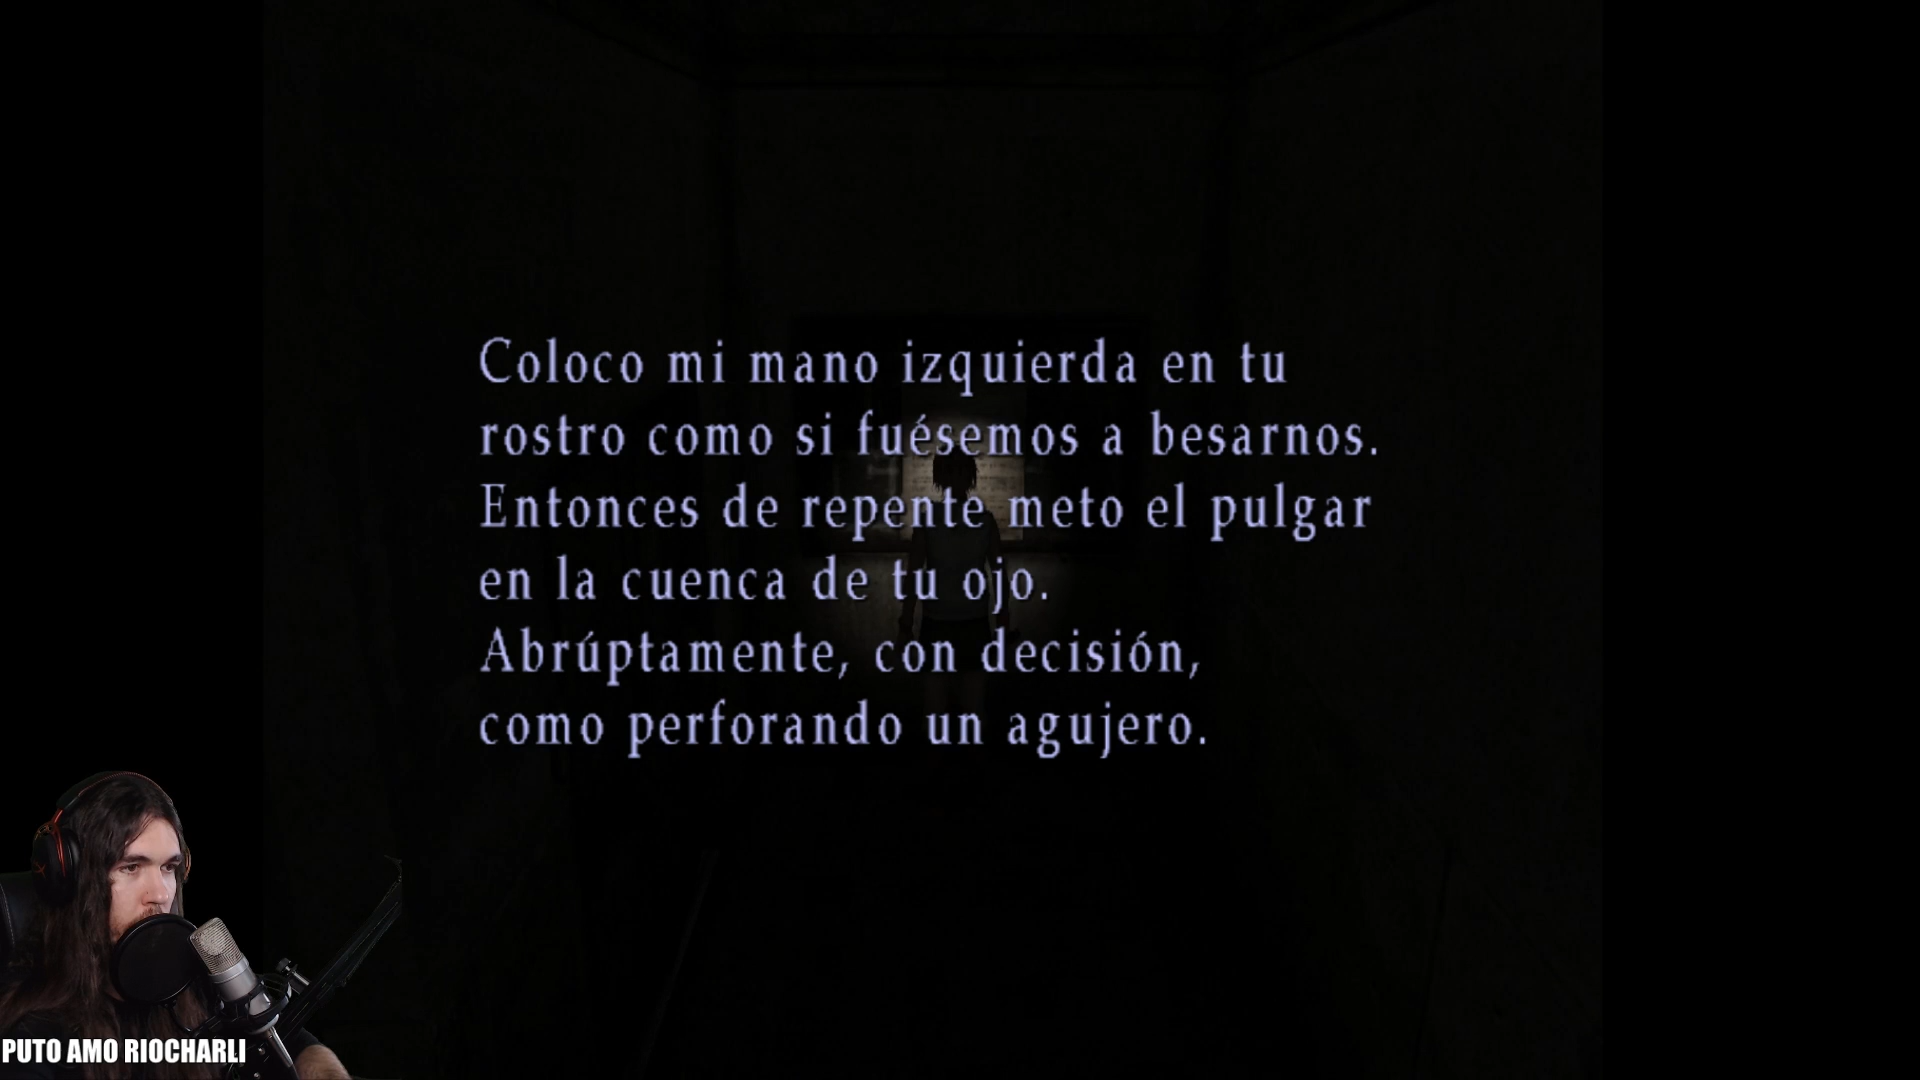 Coloco mi mano izquierda en tu
rostro como si fuésemos a besarnos.
Entonces de repente meto el pulgar
en la cuenca de tu ojo.
Abrúptamente, con decisión,
como perforando un agujero.
PUTO AMO RIOCHARLI